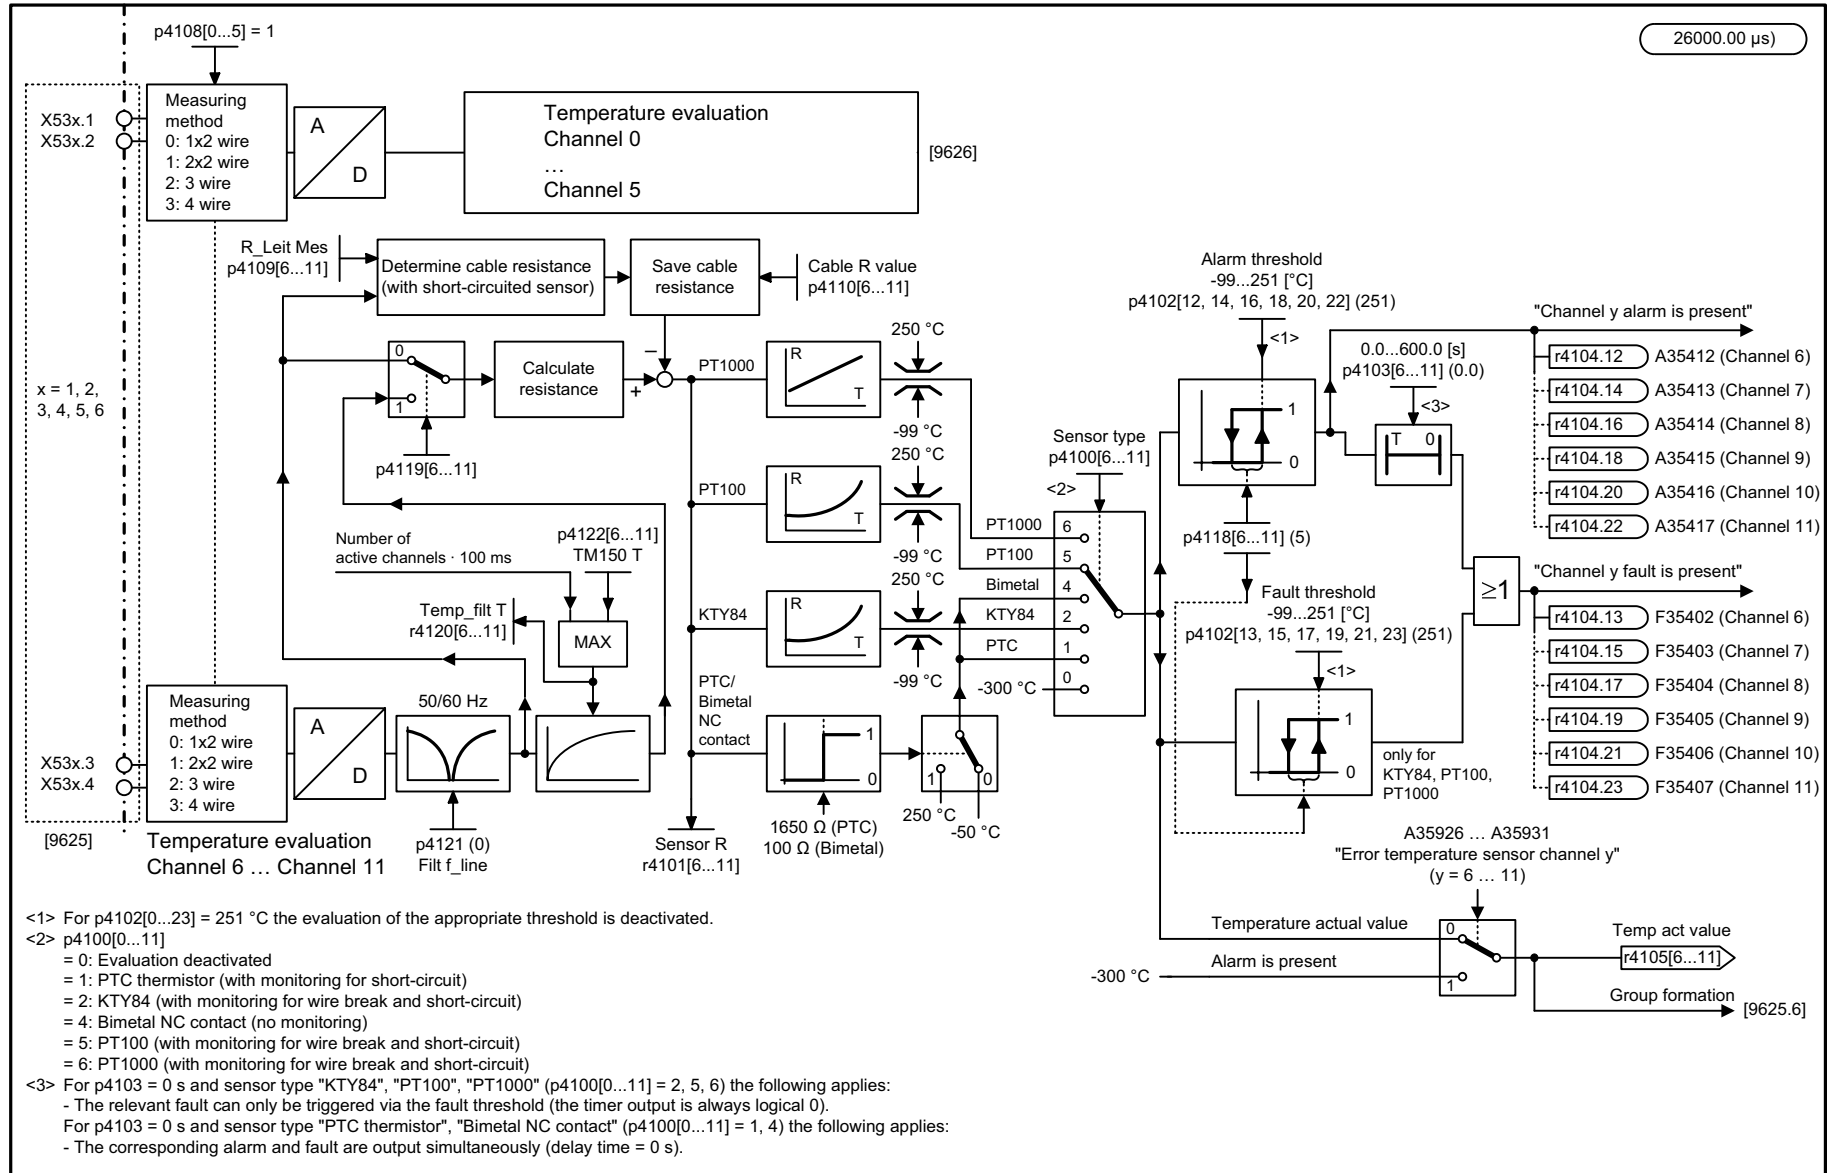 p4108[0...5] = 1
26000.00 µs)
X53x.1
X53x.2
Measuring
method
0: 1x2 wire
1: 2x2 wire
2: 3 wire
3: 4 wire
A
D
Temperature evaluation
Channel 0
...
Channel 5
[9626]
x = 1, 2,
3, 4, 5, 6
R_Leit Mes
p4109[6...11]
Determine cable resistance
(with short-circuited sensor)
Save cable
resistance
Cable R value
p4110[6...11]
0
1
p4119[6...11]
Calculate
resistance
+
–
PT1000
R
T
250 °C
-99 °C
PT100
R
T
250 °C
-99 °C
KTY84
R
T
250 °C
-99 °C
PTC/
Bimetal
NC
contact
1
0
1650 Ω (PTC)
100 Ω (Bimetal)
1
0
250 °C
-50 °C
Number of
active channels · 100 ms
p4122[6...11]
TM150 T
Temp_filt T
r4120[6...11]
MAX
Measuring
method
0: 1x2 wire
1: 2x2 wire
2: 3 wire
3: 4 wire
X53x.3
X53x.4
[9625]
A
D
50/60 Hz
p4121 (0)
Filt f_line
Temperature evaluation
Channel 6 … Channel 11
Sensor R
r4101[6...11]
Sensor type
p4100[6...11]
<2>
PT1000
6
PT100
5
Bimetal
4
KTY84
2
PTC
1
-300 °C
0
Alarm threshold
-99...251 [°C]
p4102[12, 14, 16, 18, 20, 22] (251)
<1>
1
0
p4118[6...11] (5)
0.0...600.0 [s]
p4103[6...11] (0.0)
<3>
T
0
Fault threshold
-99...251 [°C]
p4102[13, 15, 17, 19, 21, 23] (251)
<1>
1
0
only for
KTY84, PT100,
PT1000
≥1
"Channel y alarm is present"
r4104.12 A35412 (Channel 6)
r4104.14 A35413 (Channel 7)
r4104.16 A35414 (Channel 8)
r4104.18 A35415 (Channel 9)
r4104.20 A35416 (Channel 10)
r4104.22 A35417 (Channel 11)
"Channel y fault is present"
r4104.13 F35402 (Channel 6)
r4104.15 F35403 (Channel 7)
r4104.17 F35404 (Channel 8)
r4104.19 F35405 (Channel 9)
r4104.21 F35406 (Channel 10)
r4104.23 F35407 (Channel 11)
A35926 … A35931
"Error temperature sensor channel y"
(y = 6 … 11)
Temperature actual value
Alarm is present
-300 °C
0
1
Temp act value
r4105[6...11]
Group formation
[9625.6]
<1> For p4102[0...23] = 251 °C the evaluation of the appropriate threshold is deactivated.
<2> p4100[0...11]
= 0: Evaluation deactivated
= 1: PTC thermistor (with monitoring for short-circuit)
= 2: KTY84 (with monitoring for wire break and short-circuit)
= 4: Bimetal NC contact (no monitoring)
= 5: PT100 (with monitoring for wire break and short-circuit)
= 6: PT1000 (with monitoring for wire break and short-circuit)
<3> For p4103 = 0 s and sensor type "KTY84", "PT100", "PT1000" (p4100[0...11] = 2, 5, 6) the following applies:
- The relevant fault can only be triggered via the fault threshold (the timer output is always logical 0).
For p4103 = 0 s and sensor type "PTC thermistor", "Bimetal NC contact" (p4100[0...11] = 1, 4) the following applies:
- The corresponding alarm and fault are output simultaneously (delay time = 0 s).